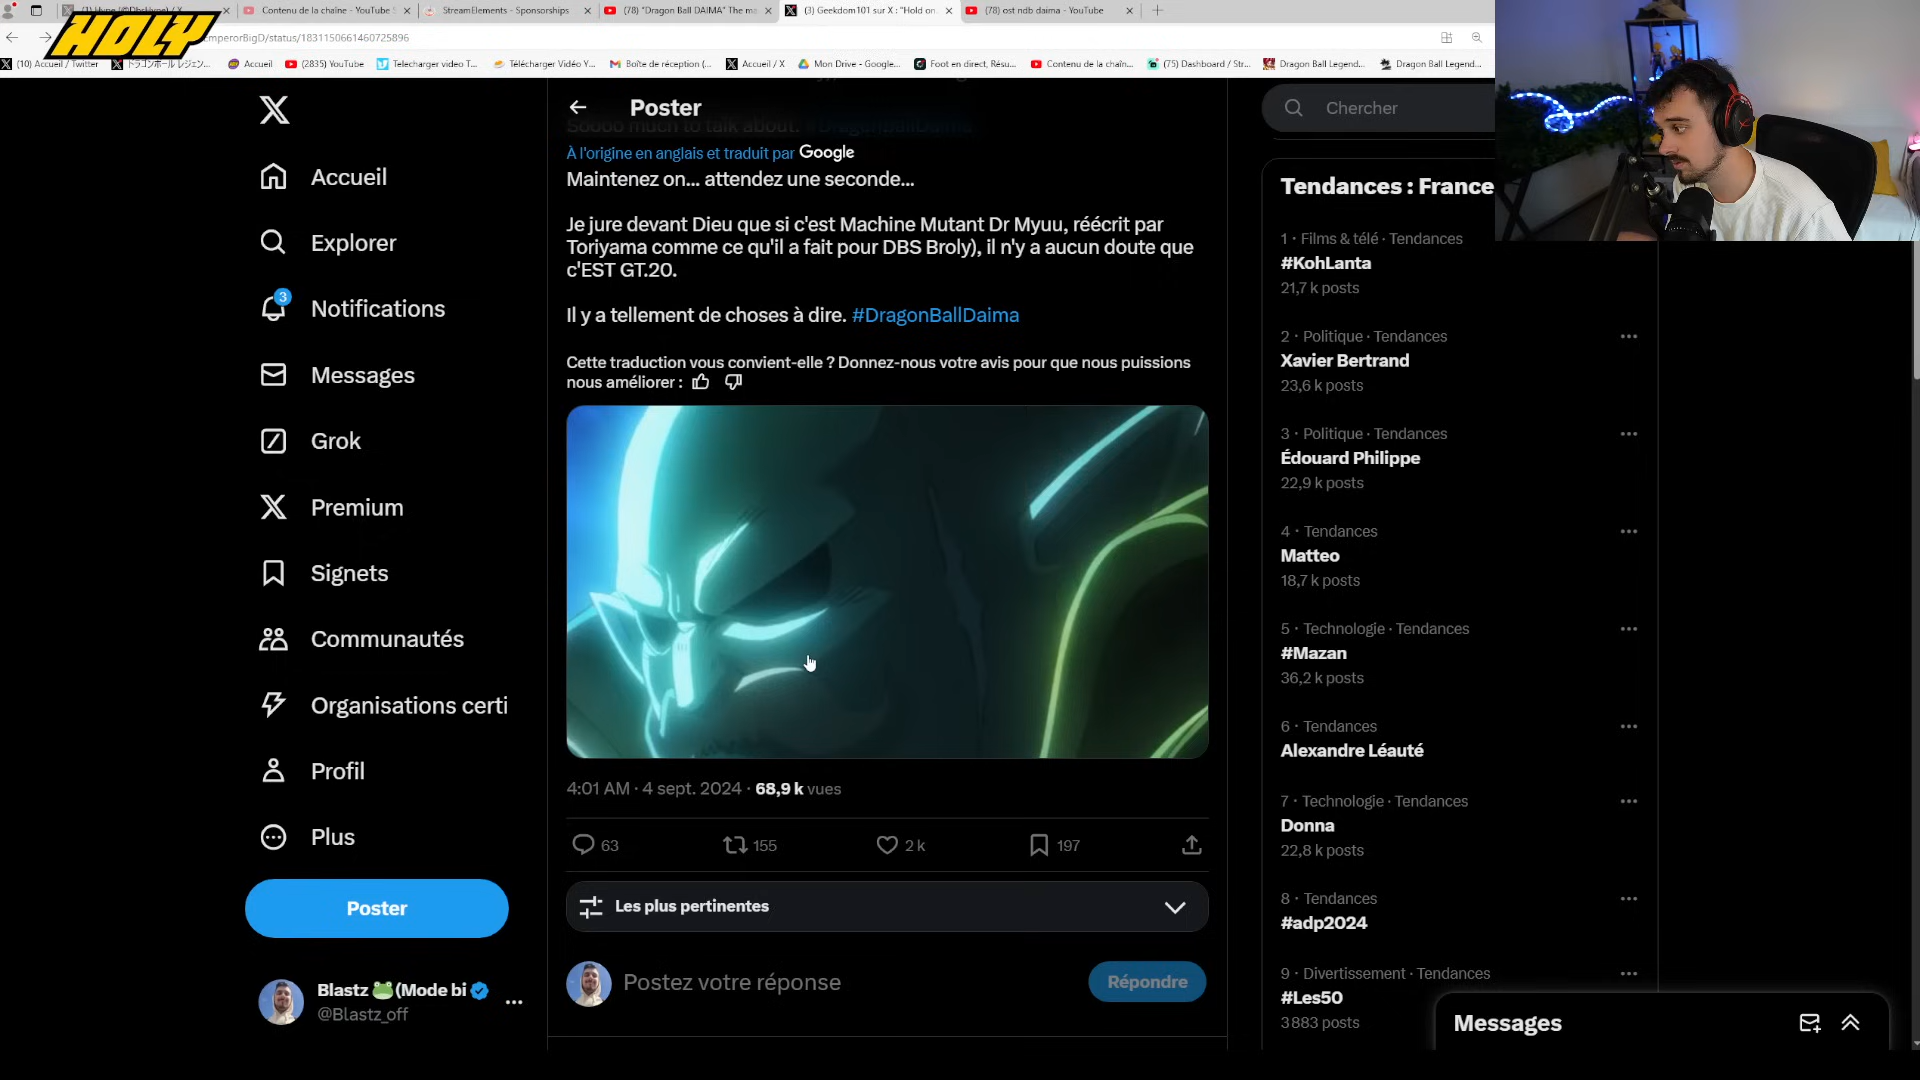 HOLY
(1) Hype (@DbsHype) / X
Contenu de la chaîne - YouTube S
StreamElements - Sponsorships
(78) "Dragon Ball DAIMA" The ma
(3) Geekdom101 sur X : "Hold on
(78) ost ndb daima - YouTube
mperorBigD/status/1831150661460725896
(10) Accueil / Twitter
ドラゴンボール レジェン...
Accueil
(2835) YouTube
Telecharger video T...
Télécharger Vidéo Y...
Boîte de réception (...
Accueil / X
Mon Drive - Google...
Foot en direct, Résu...
Contenu de la chaîn...
(75) Dashboard / Str...
Dragon Ball Legend...
Dragon Ball Legend...
Accueil
Explorer
3
Notifications
Messages
Grok
Premium
Signets
Communautés
Organisations certi
Profil
Plus
Poster
Blastz 🐸(Mode bi
@Blastz_off
Poster
Soooo much to talk about. #DragonBallDaima
À l'origine en anglais et traduit par Google
Maintenez on... attendez une seconde...
Je jure devant Dieu que si c'est Machine Mutant Dr Myuu, réécrit par
Toriyama comme ce qu'il a fait pour DBS Broly), il n'y a aucun doute que
c'EST GT.20.
Il y a tellement de choses à dire. #DragonBallDaima
Cette traduction vous convient-elle ? Donnez-nous votre avis pour que nous puissions
nous améliorer :
4:01 AM · 4 sept. 2024 · 68,9 k vues
63
155
2 k
197
Les plus pertinentes
Postez votre réponse
Répondre
Chercher
Tendances : France
1 · Films & télé · Tendances
#KohLanta
21,7 k posts
2 · Politique · Tendances
Xavier Bertrand
23,6 k posts
3 · Politique · Tendances
Édouard Philippe
22,9 k posts
4 · Tendances
Matteo
18,7 k posts
5 · Technologie · Tendances
#Mazan
36,2 k posts
6 · Tendances
Alexandre Léauté
7 · Technologie · Tendances
Donna
22,8 k posts
8 · Tendances
#adp2024
9 · Divertissement · Tendances
#Les50
3 883 posts
Messages